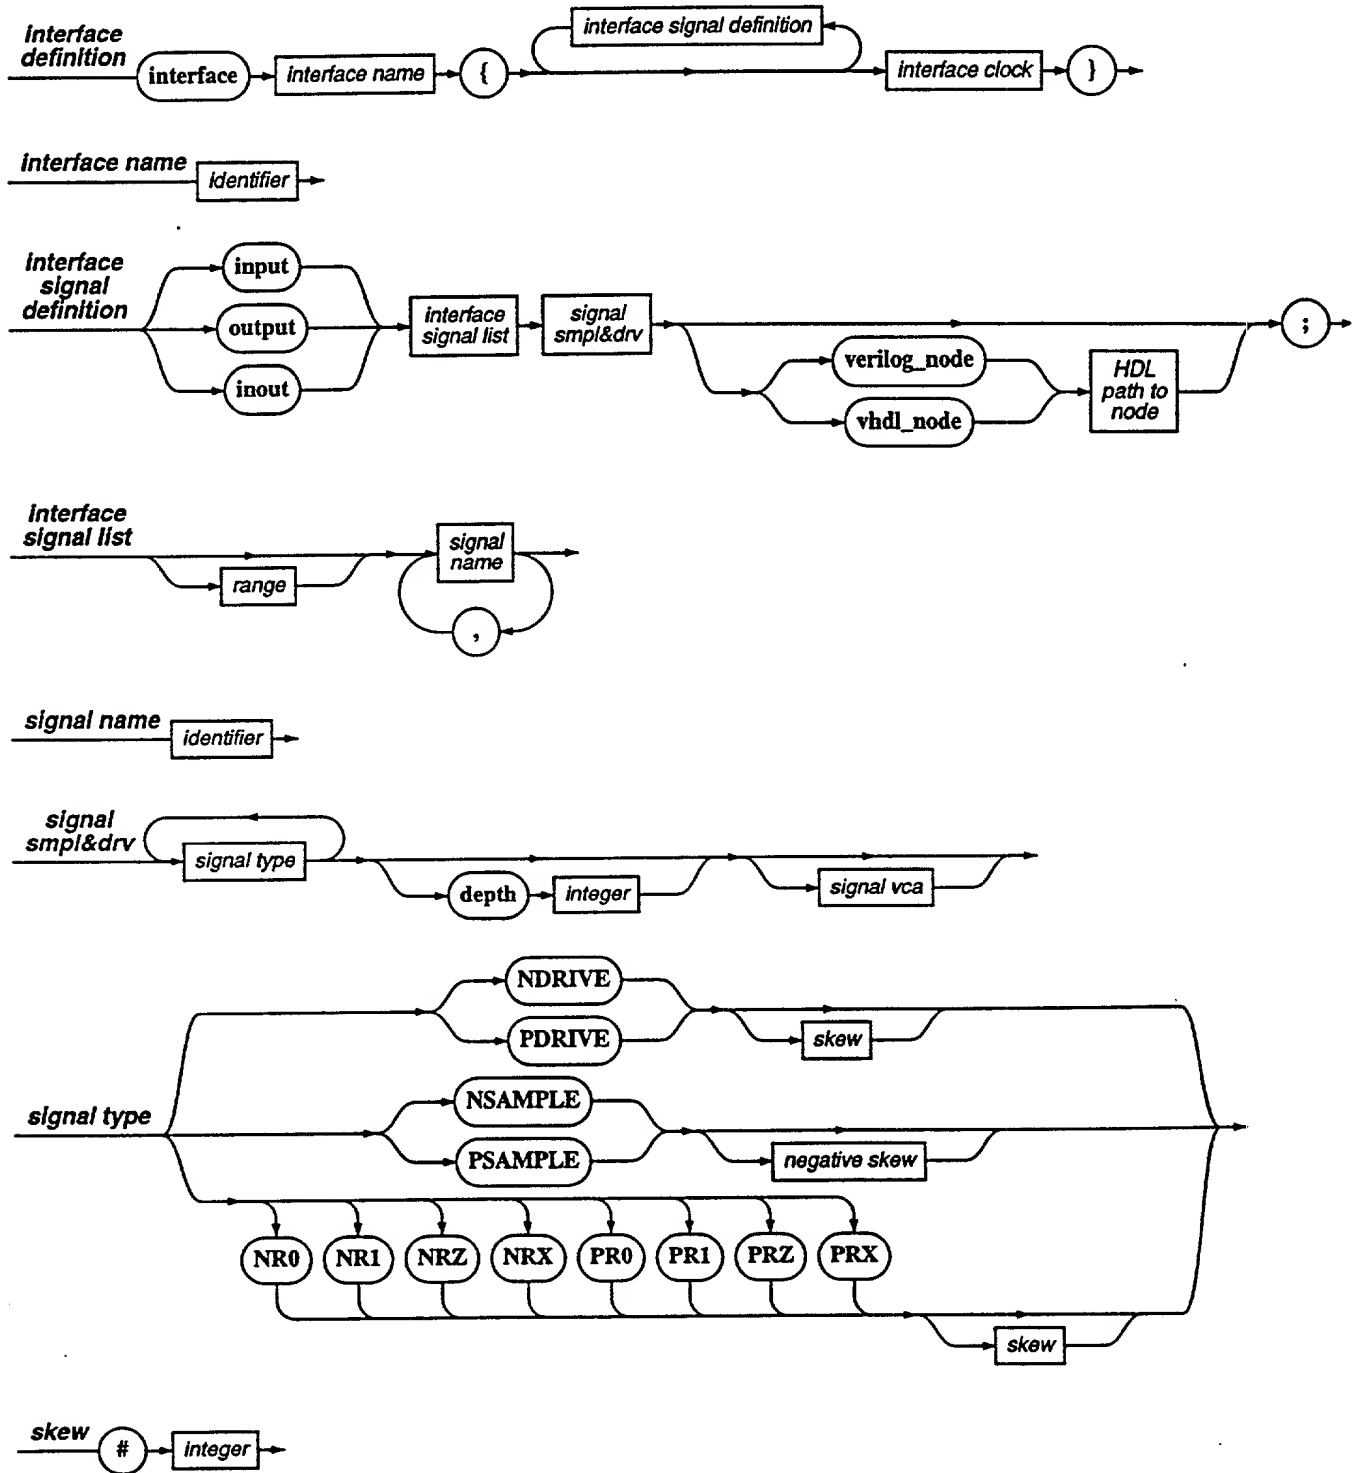 interface
definition
interface
interface name
{
interface signal definition
interface clock
}
interface name
identifier
interface
signal
definition
input
output
inout
interface
signal list
signal
smpl&drv
verilog_node
vhdl_node
HDL
path to
node
;
interface
signal list
range
signal
name
,
signal name
identifier
signal
smpl&drv
signal type
depth
integer
signal vca
signal type
NDRIVE
PDRIVE
skew
NSAMPLE
PSAMPLE
negative skew
NR0 NR1 NRZ NRX PR0 PR1 PRZ PRX
skew
skew
#
integer